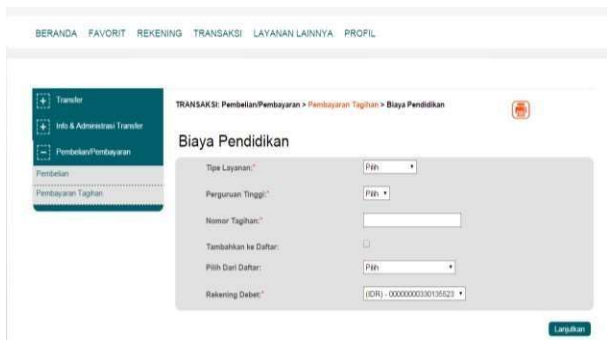 BERANDA FAVORIT REKENING TRANSAKSI LAYANAN LAINNYA PROFIL
Transfer
Info & Administrasi Transfer
Pembelian/Pembayaran
Pembelian
Pembayaran Tagihan
TRANSAKSI: Pembelian/Pembayaran > Pembayaran Tagihan > Biaya Pendidikan
Biaya Pendidikan
Tipe Layanan:* Pilih
Perguruan Tinggi:* Pilih
Nomor Tagihan:*
Tambahkan ke Daftar:
Pilih Dari Daftar: Pilih
Rekening Debet:* (IDR) - 00000000330135523
Lanjutkan